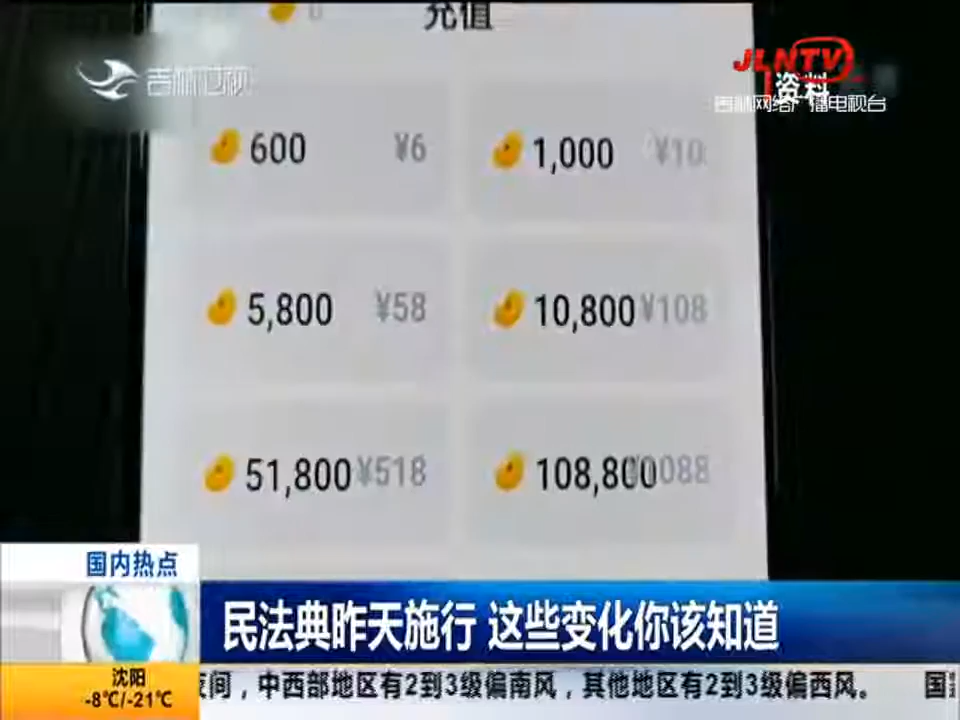 充值
吉林卫视
JLNTV
资料
吉林网络广播电视台
600 ¥6
1,000 ¥10
5,800 ¥58
10,800 ¥108
51,800 ¥518
108,800
国内热点
民法典昨天施行 这些变化你该知道
沈阳
-8℃/-21℃
夜间，中西部地区有2到3级偏南风，其他地区有2到3级偏西风。 国